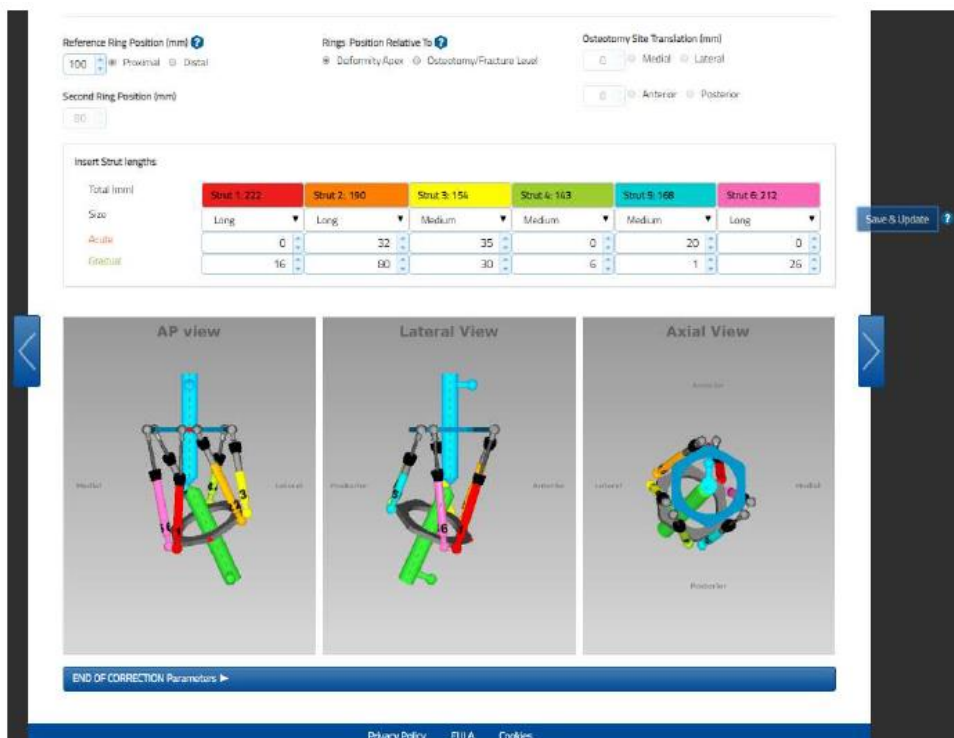 Reference Ring Position (mm) ?
100 Proximal Distal
Second Ring Position (mm)
80
Rings Position Relative To ?
Deformity Apex Osteotomy/Fracture Level
Osteotomy Site Translation (mm)
0 Medial Lateral
0 Anterior Posterior
Insert Strut lengths
Total (mm) Strut 1: 222 Strut 2: 190 Strut 3: 154 Strut 4: 143 Strut 5: 168 Strut 6: 212
Size Long Long Medium Medium Medium Long
Acute 0 32 35 0 20 0
Gradual 16 80 30 6 1 26
Save & Update ?
AP view
Medial Lateral
Lateral View
Posterior Anterior
Axial View
Anterior
Lateral Medial
Posterior
END OF CORRECTION Parameters
Privacy Policy EULA Cookies